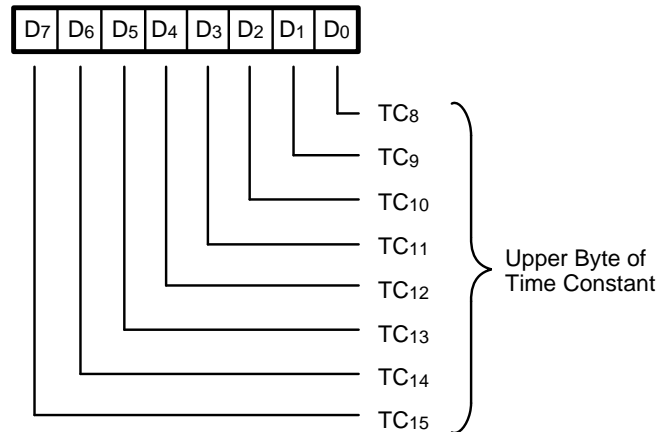 D7 D6 D5 D4 D3 D2 D1 D0
TC8
TC9
TC10
TC11
Upper Byte of
Time Constant
TC12
TC13
TC14
TC15